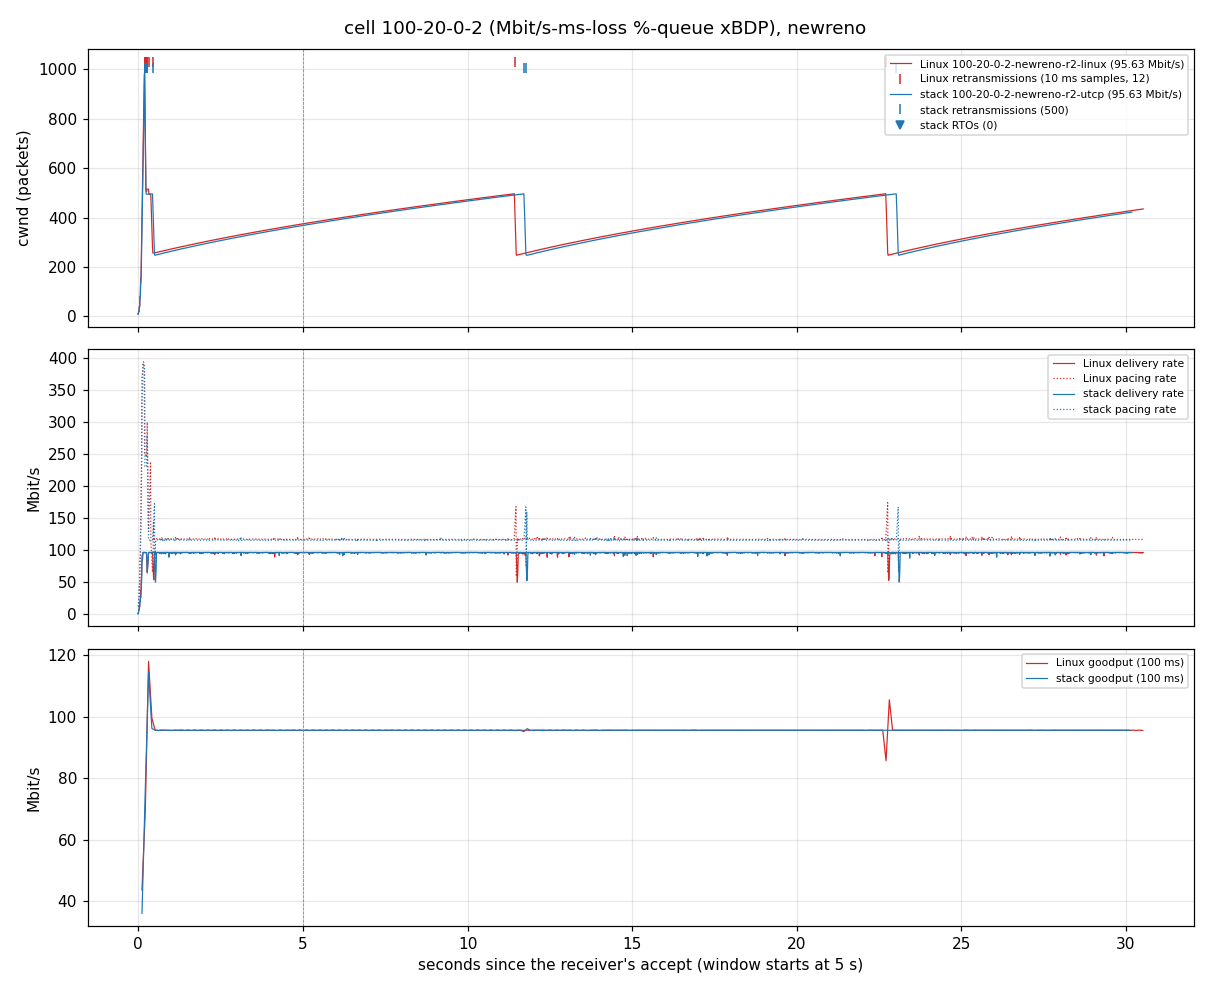 cell 100-20-0-2 (Mbit/s-ms-loss %-queue xBDP), newreno
cwnd (packets)
1000
800
600
400
200
0
Linux 100-20-0-2-newreno-r2-linux (95.63 Mbit/s)
Linux retransmissions (10 ms samples, 12)
stack 100-20-0-2-newreno-r2-utcp (95.63 Mbit/s)
stack retransmissions (500)
stack RTOs (0)
Mbit/s
400
350
300
250
200
150
100
50
0
Linux delivery rate
Linux pacing rate
stack delivery rate
stack pacing rate
Mbit/s
120
100
80
60
40
Linux goodput (100 ms)
stack goodput (100 ms)
0 5 10 15 20 25 30
seconds since the receiver's accept (window starts at 5 s)